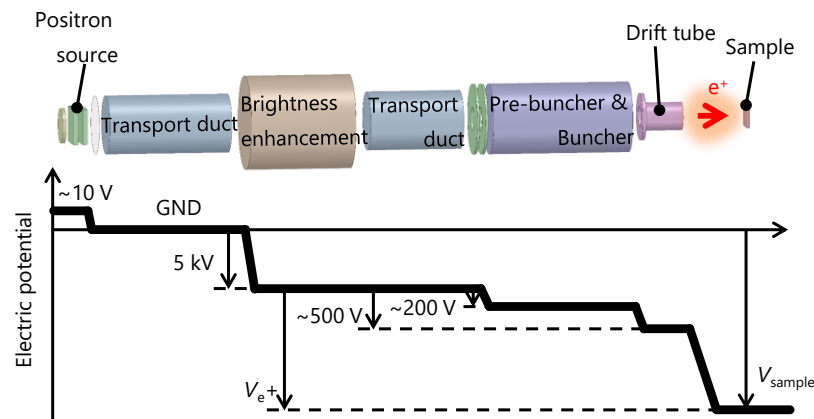 Positron
source
Transport duct
Brightness
enhancement
Transport
duct
Pre-buncher &
Buncher
Drift tube
e+
Sample
Electric potential
~10 V
GND
5 kV
~500 V
~200 V
Ve+
Vsample